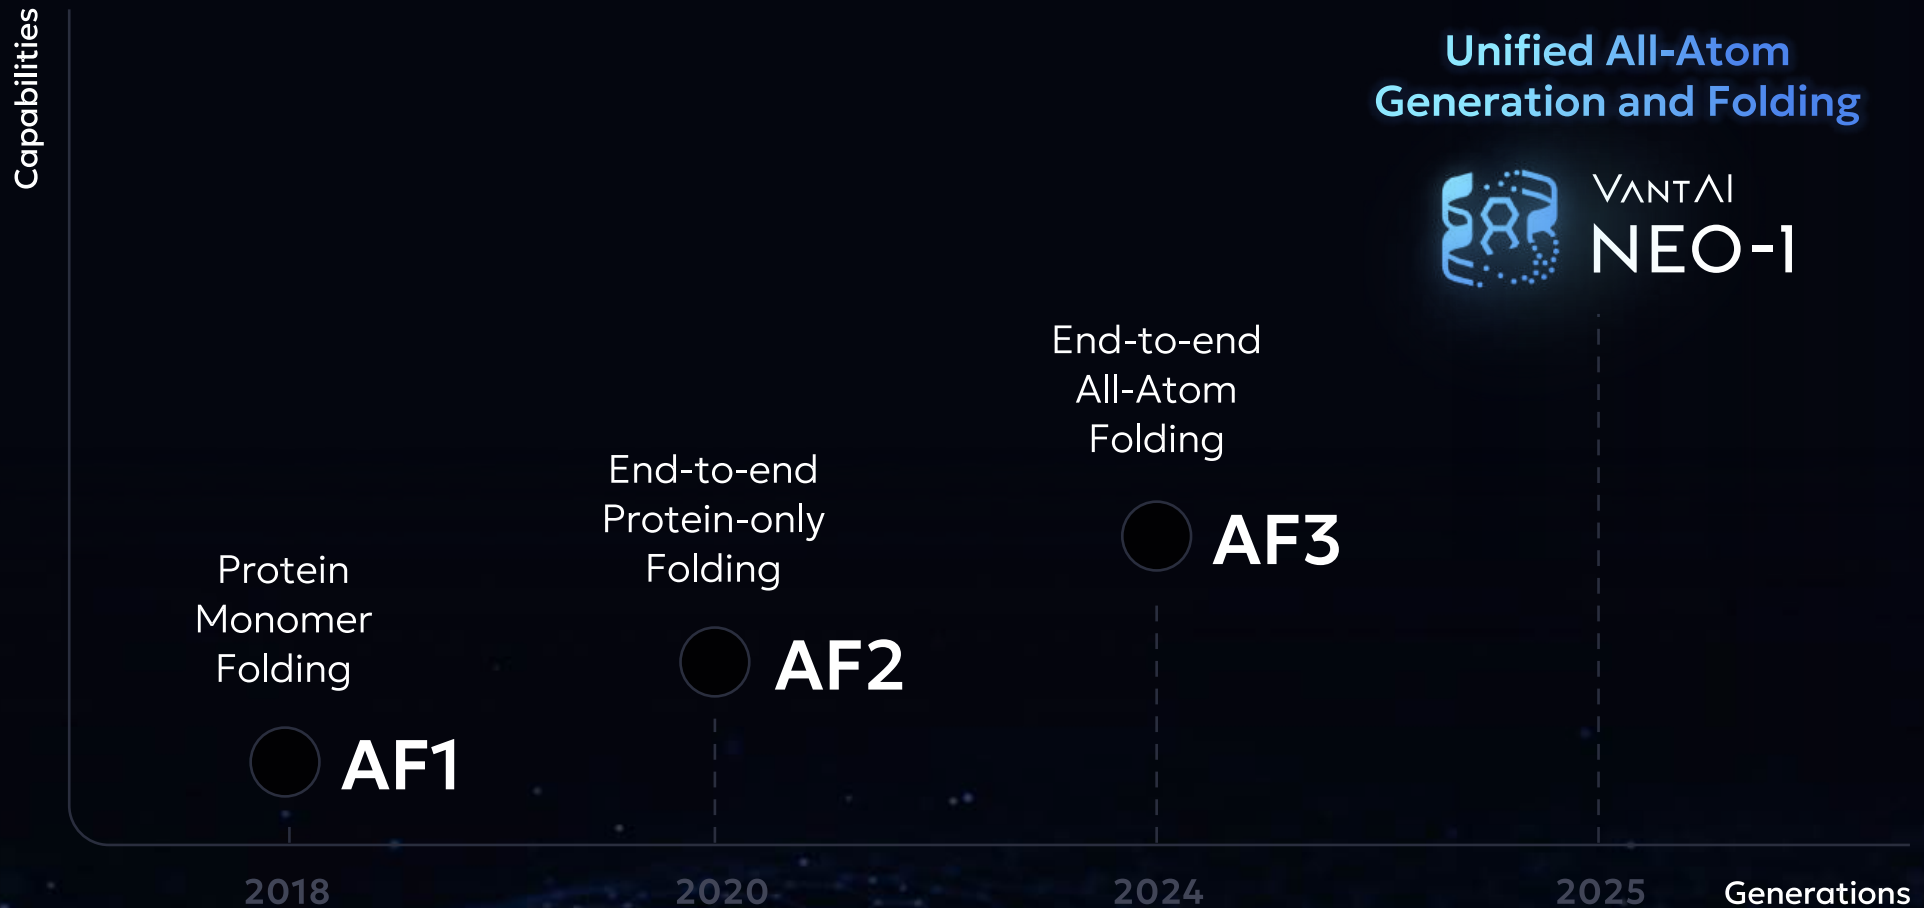 Capabilities
Unified All-Atom
Generation and Folding
VANTAI
NEO-1
End-to-end
All-Atom
Folding
AF3
End-to-end
Protein-only
Folding
AF2
Protein
Monomer
Folding
AF1
2018
2020
2024
2025
Generations